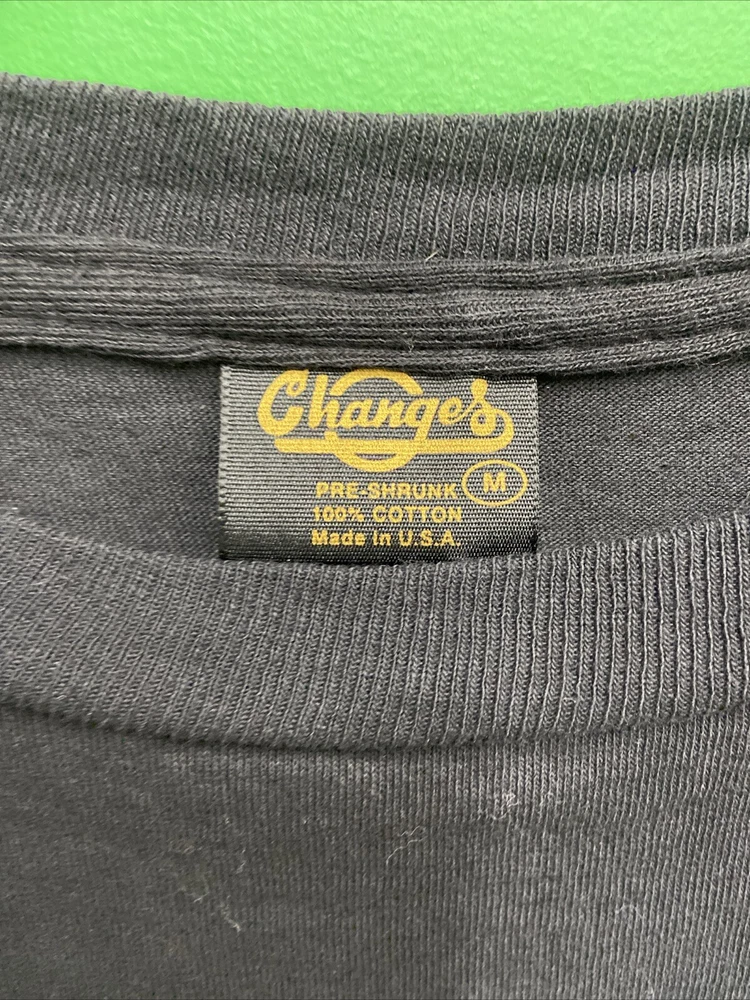 Changes
PRE-SHRUNK M
100% COTTON
Made In U.S.A.